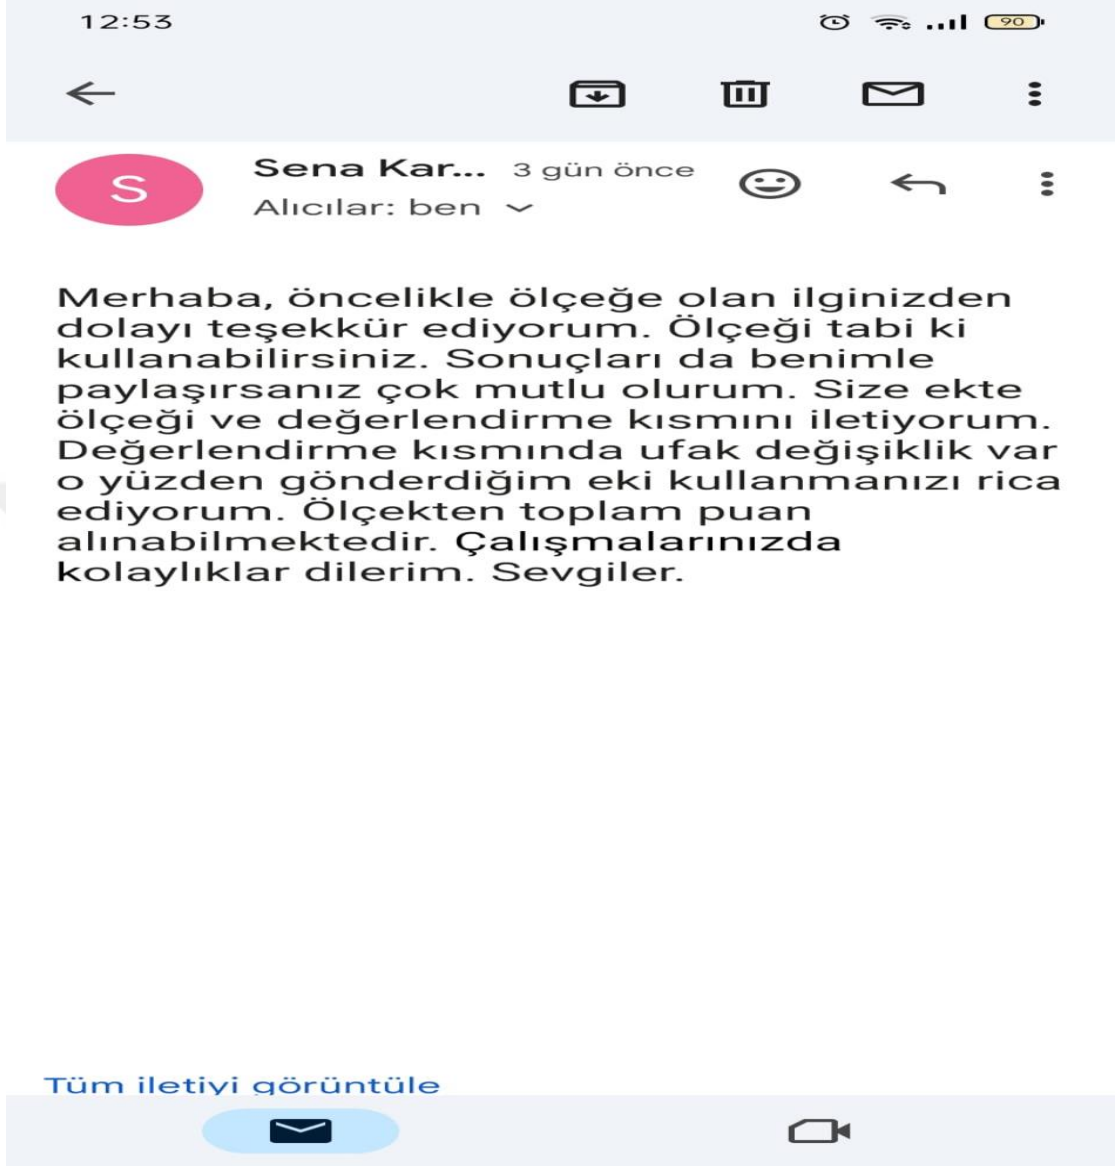 12:53
90
S
Sena Kar... 3 gün önce
Alıcılar: ben
Merhaba, öncelikle ölçeğe olan ilginizden
dolayı teşekkür ediyorum. Ölçeği tabi ki
kullanabilirsiniz. Sonuçları da benimle
paylaşırsanız çok mutlu olurum. Size ekte
ölçeği ve değerlendirme kısmını iletiyorum.
Değerlendirme kısmında ufak değişiklik var
o yüzden gönderdiğim eki kullanmanızı rica
ediyorum. Ölçekten toplam puan
alınabilmektedir. Çalışmalarınızda
kolaylıklar dilerim. Sevgiler.
Tüm iletiyi görüntüle